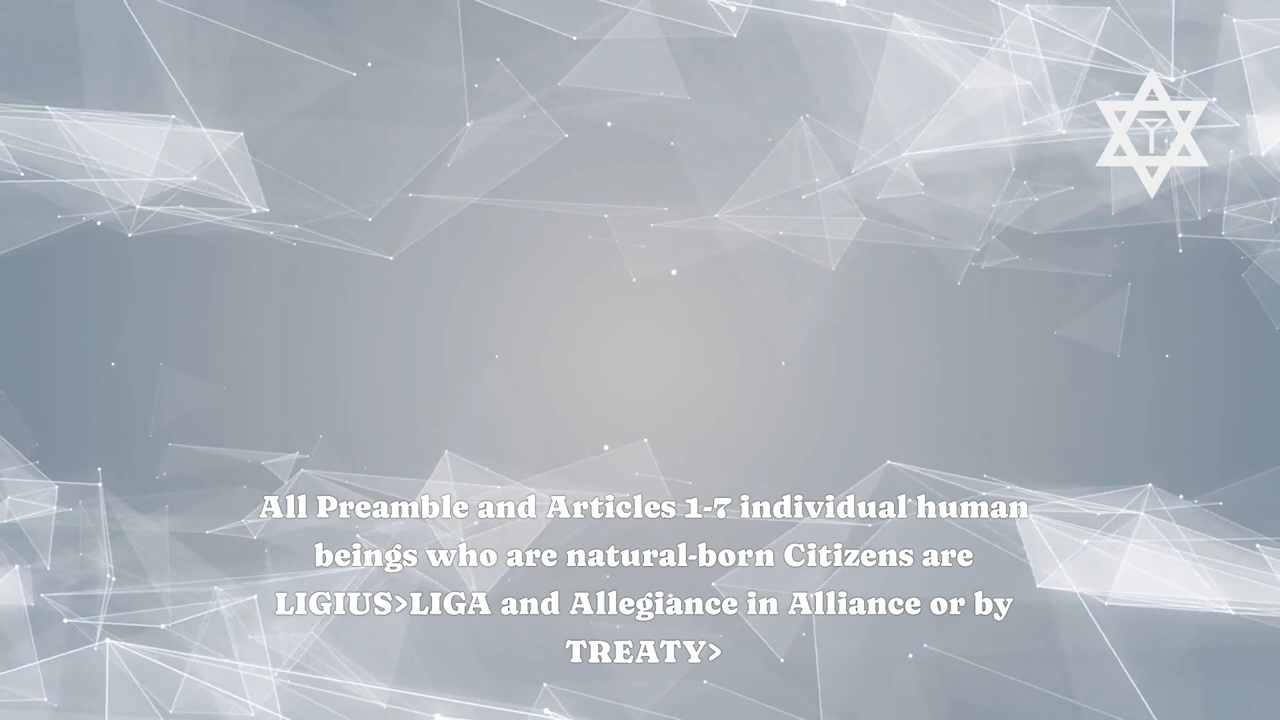 All Preamble and Articles 1-7 individual human
beings who are natural-born Citizens are
LIGIUS>LIGA and Allegiance in Alliance or by
TREATY>